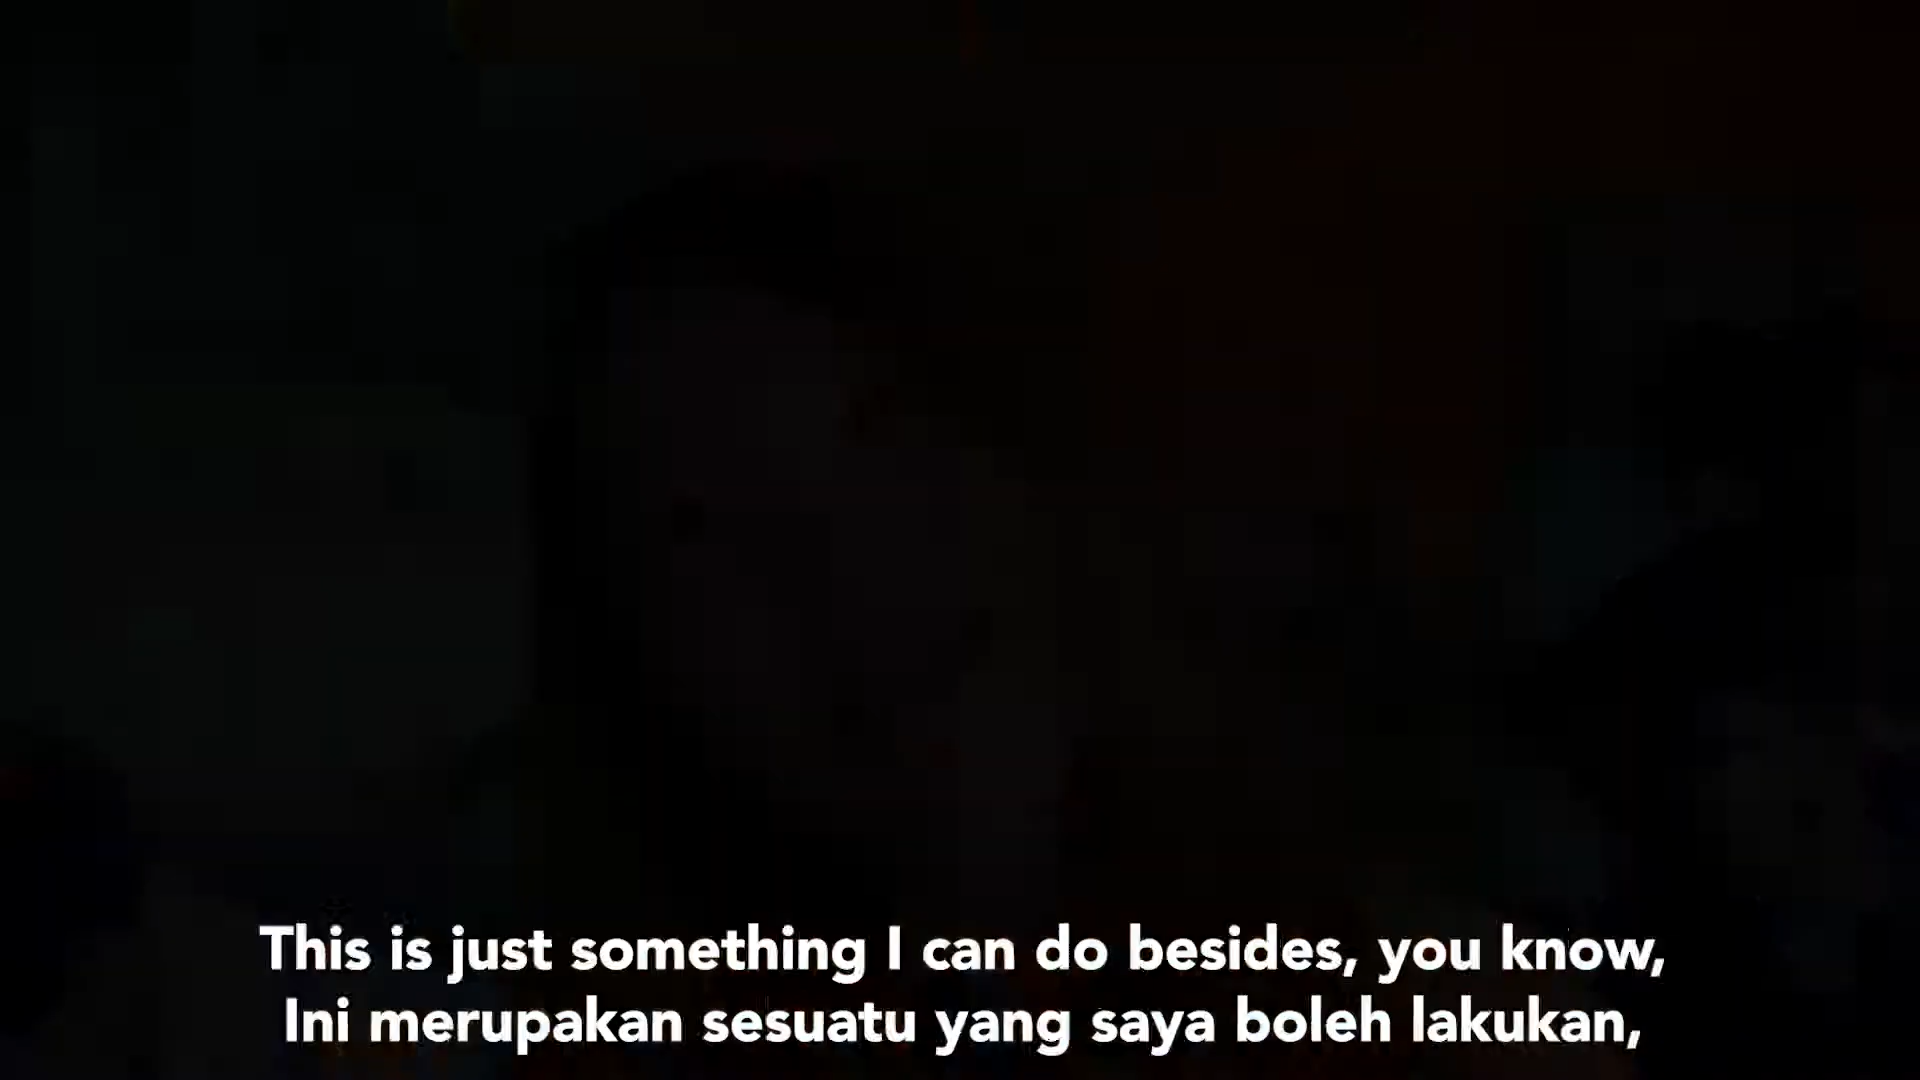 This is just something I can do besides, you know,
Ini merupakan sesuatu yang saya boleh lakukan,